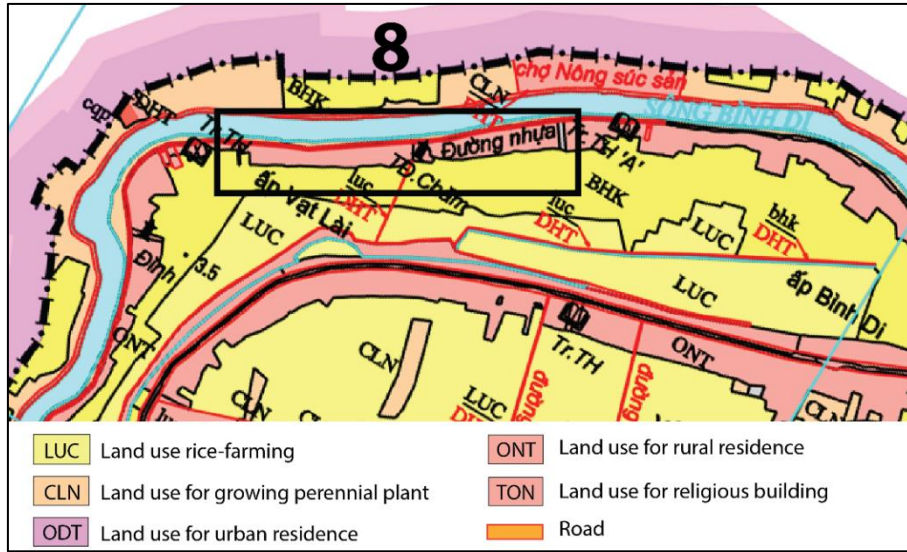 8
BHK
CLN
DHT
chợ Nông súc sản
SÔNG BÌNH DI
cqp
DHT
Tr.TH
Đường nhựa
TH 'A'
TĐ. Chăm
BHK
ấp Vạt Lài
luc
DHT
luc
DHT
bhk
DHT
LUC
LUC
Đình
3.5
LUC
ấp Bình Di
ONT
CLN
Tr.TH
ONT
LUC
đường
đường
CLN
CLN
LUC Land use rice-farming
CLN Land use for growing perennial plant
ODT Land use for urban residence
ONT Land use for rural residence
TON Land use for religious building
Road